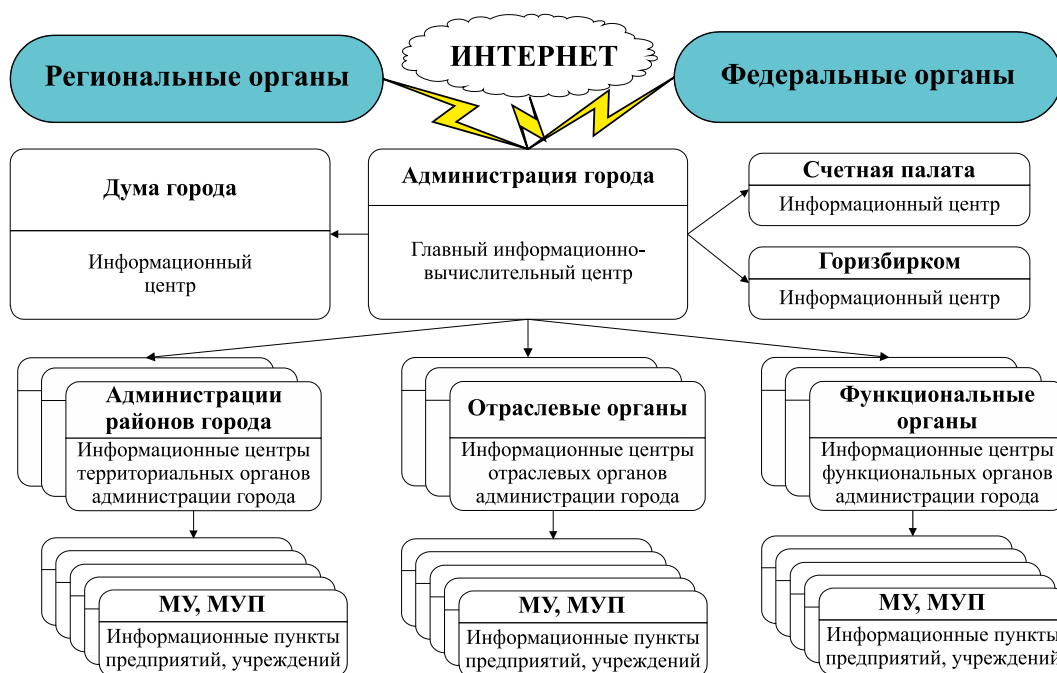 ИНТЕРНЕТ
Региональные органы
Федеральные органы
Дума города
Информационный
центр
Администрация города
Главный информационно-
вычислительный центр
Счетная палата
Информационный центр
Горизбирком
Информационный центр
Администрации
районов города
Информационные центры
территориальных органов
администрации города
Отраслевые органы
Информационные центры
отраслевых органов
администрации города
Функциональные
органы
Информационные центры
функциональных органов
администрации города
МУ, МУП
Информационные пункты
предприятий, учреждений
МУ, МУП
Информационные пункты
предприятий, учреждений
МУ, МУП
Информационные пункты
предприятий, учреждений